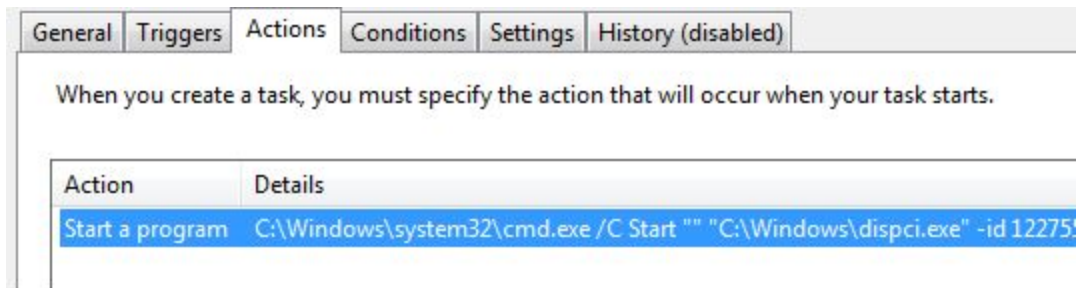 General Triggers Actions Conditions Settings History (disabled)
When you create a task, you must specify the action that will occur when your task starts.
Action Details
Start a program C:\Windows\system32\cmd.exe /C Start "" "C:\Windows\dispci.exe" -id 122755